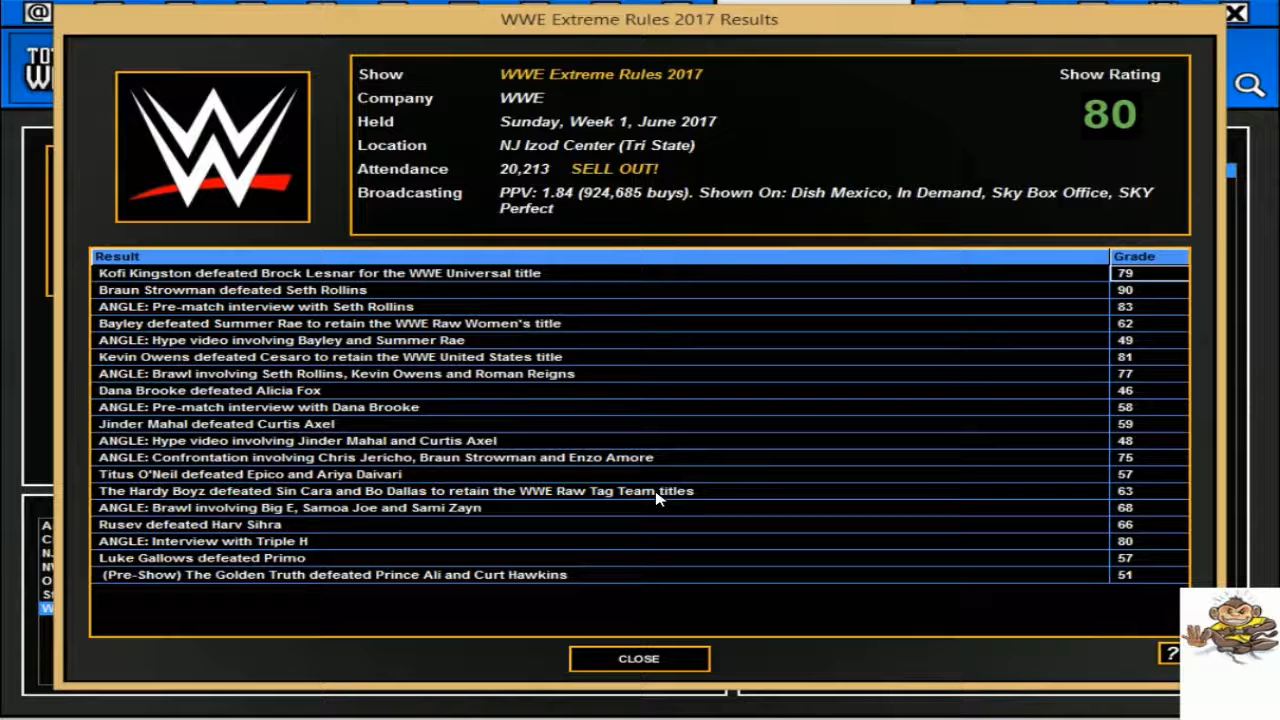 @
X
WWE Extreme Rules 2017 Results
TO
W
W
Show WWE Extreme Rules 2017
Show Rating
80
Company WWE
Held Sunday, Week 1, June 2017
Location NJ Izod Center (Tri State)
Attendance 20,213 SELL OUT!
Broadcasting PPV: 1.84 (924,685 buys). Shown On: Dish Mexico, In Demand, Sky Box Office, SKY
Perfect
Result Grade
Kofi Kingston defeated Brock Lesnar for the WWE Universal title 79
Braun Strowman defeated Seth Rollins 90
ANGLE: Pre-match interview with Seth Rollins 83
Bayley defeated Summer Rae to retain the WWE Raw Women's title 62
ANGLE: Hype video involving Bayley and Summer Rae 49
Kevin Owens defeated Cesaro to retain the WWE United States title 81
ANGLE: Brawl involving Seth Rollins, Kevin Owens and Roman Reigns 77
Dana Brooke defeated Alicia Fox 46
ANGLE: Pre-match interview with Dana Brooke 58
Jinder Mahal defeated Curtis Axel 59
ANGLE: Hype video involving Jinder Mahal and Curtis Axel 48
ANGLE: Confrontation involving Chris Jericho, Braun Strowman and Enzo Amore 75
Titus O'Neil defeated Epico and Ariya Daivari 57
The Hardy Boyz defeated Sin Cara and Bo Dallas to retain the WWE Raw Tag Team titles 63
ANGLE: Brawl involving Big E, Samoa Joe and Sami Zayn 68
Rusev defeated Harv Sihra 66
ANGLE: Interview with Triple H 80
Luke Gallows defeated Primo 57
(Pre-Show) The Golden Truth defeated Prince Ali and Curt Hawkins 51
CLOSE
?